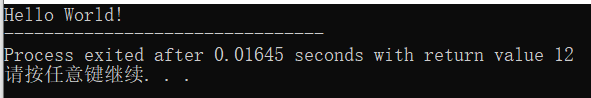 Hello World!
--------------------------------
Process exited after 0.01645 seconds with return value 12
请按任意键继续. . .